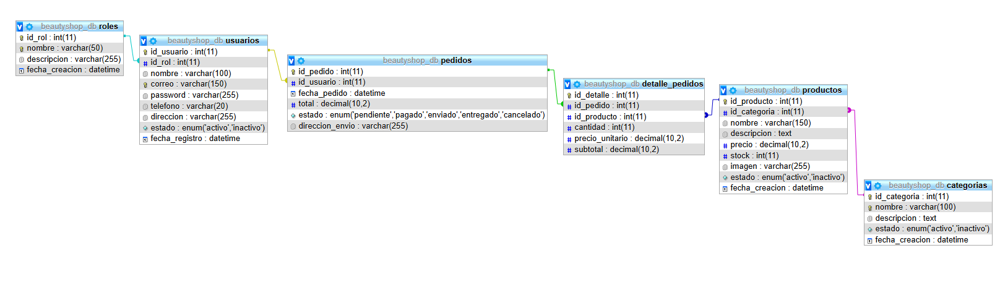 beautyshop_db roles
id_rol : int(11)
nombre : varchar(50)
descripcion : varchar(255)
fecha_creacion : datetime
beautyshop_db usuarios
id_usuario : int(11)
id_rol : int(11)
nombre : varchar(100)
correo : varchar(150)
password : varchar(255)
telefono : varchar(20)
direccion : varchar(255)
estado : enum('activo','inactivo')
fecha_registro : datetime
beautyshop_db pedidos
id_pedido : int(11)
id_usuario : int(11)
fecha_pedido : datetime
total : decimal(10,2)
estado : enum('pendiente','pagado','enviado','entregado','cancelado')
direccion_envio : varchar(255)
beautyshop_db detalle_pedidos
id_detalle : int(11)
id_pedido : int(11)
id_producto : int(11)
cantidad : int(11)
precio_unitario : decimal(10,2)
subtotal : decimal(10,2)
beautyshop_db productos
id_producto : int(11)
id_categoria : int(11)
nombre : varchar(150)
descripcion : text
precio : decimal(10,2)
stock : int(11)
imagen : varchar(255)
estado : enum('activo','inactivo')
fecha_creacion : datetime
beautyshop_db categorias
id_categoria : int(11)
nombre : varchar(100)
descripcion : text
estado : enum('activo','inactivo')
fecha_creacion : datetime